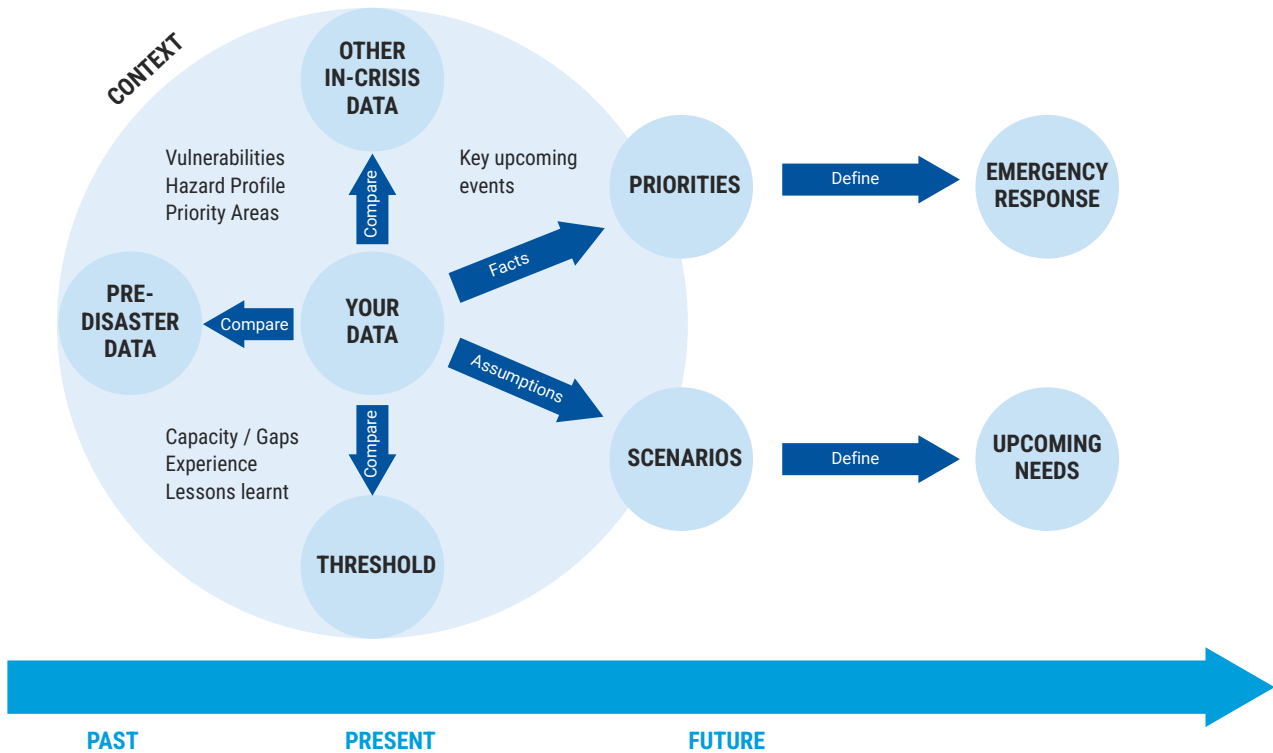 CONTEXT
OTHER
IN-CRISIS
DATA
Vulnerabilities
Hazard Profile
Priority Areas
Compare
Key upcoming
events
PRIORITIES
Define
EMERGENCY
RESPONSE
Facts
PRE-
DISASTER
DATA
Compare
YOUR
DATA
Assumptions
Capacity / Gaps
Experience
Lessons learnt
Compare
SCENARIOS
Define
UPCOMING
NEEDS
THRESHOLD
PAST
PRESENT
FUTURE